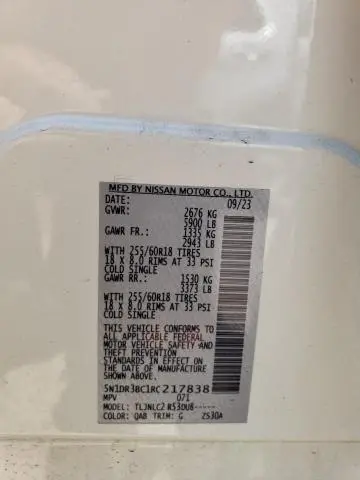 MFD BY NISSAN MOTOR CO., LTD.
DATE: 09/23
GVWR: 2676 KG
5900 LB
GAWR FR.: 1335 KG
2943 LB
WITH 255/60R18 TIRES
18 X 8.0 RIMS AT 33 PSI
COLD SINGLE
GAWR RR.: 1530 KG
3373 LB
WITH 255/60R18 TIRES
18 X 8.0 RIMS AT 33 PSI
COLD SINGLE
THIS VEHICLE CONFORMS TO
ALL APPLICABLE FEDERAL
MOTOR VEHICLE SAFETY AND
THEFT PREVENTION
STANDARDS IN EFFECT ON
THE DATE OF MANUFACTURE
SHOWN ABOVE.
5N1DR3BC1RC217838
MPV 071
MODEL: TLJNLC2 R53DU8-----
COLOR: QAB TRIM: G Z530A